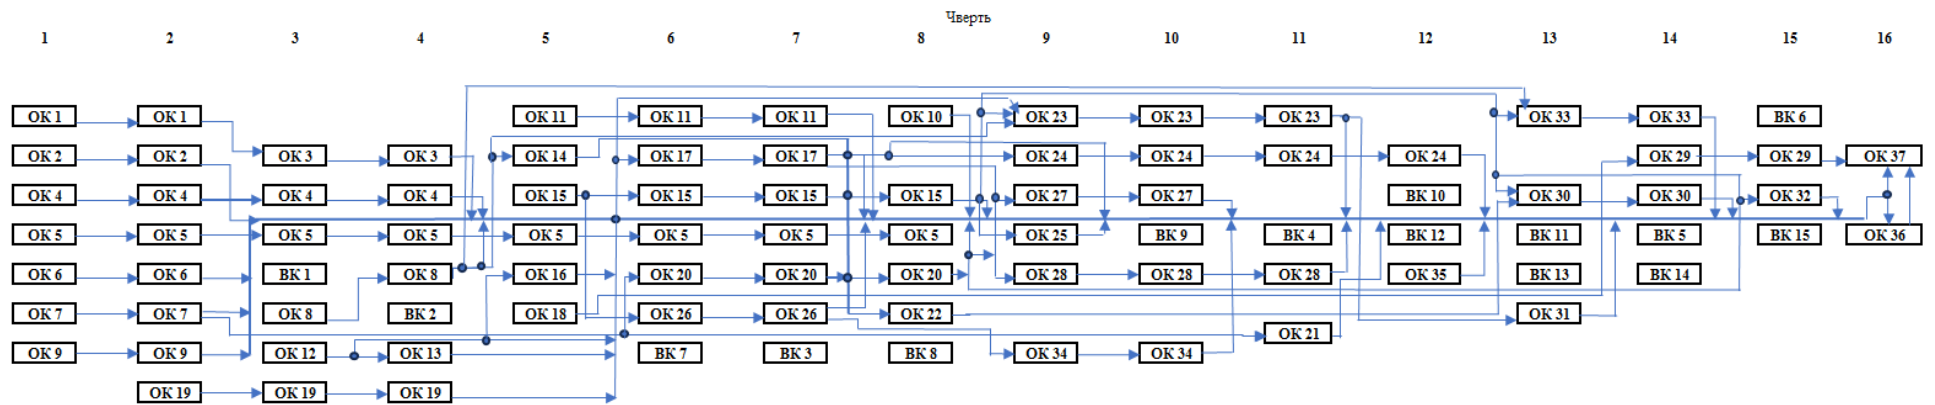 Чверть
1 2 3 4 5 6 7 8 9 10 11 12 13 14 15 16
ОК 1 ОК 1 ОК 11 ОК 11 ОК 11 ОК 10 ОК 23 ОК 23 ОК 23 ОК 33 ОК 33 ВК 6
ОК 2 ОК 2 ОК 3 ОК 3 ОК 14 ОК 17 ОК 17 ОК 24 ОК 24 ОК 24 ОК 24 ОК 29 ОК 29 ОК 37
ОК 4 ОК 4 ОК 4 ОК 4 ОК 15 ОК 15 ОК 15 ОК 15 ОК 27 ОК 27 ВК 10 ОК 30 ОК 30 ОК 32
ОК 5 ОК 5 ОК 5 ОК 5 ОК 5 ОК 5 ОК 5 ОК 5 ОК 25 ВК 9 ВК 4 ВК 12 ВК 11 ВК 5 ВК 15 ОК 36
ОК 6 ОК 6 ВК 1 ОК 8 ОК 16 ОК 20 ОК 20 ОК 20 ОК 28 ОК 28 ОК 28 ОК 35 ВК 13 ВК 14
ОК 7 ОК 7 ОК 8 ВК 2 ОК 18 ОК 26 ОК 26 ОК 22 ОК 31
ОК 21
ОК 9 ОК 9 ОК 12 ОК 13 ВК 7 ВК 3 ВК 8 ОК 34 ОК 34
ОК 19 ОК 19 ОК 19